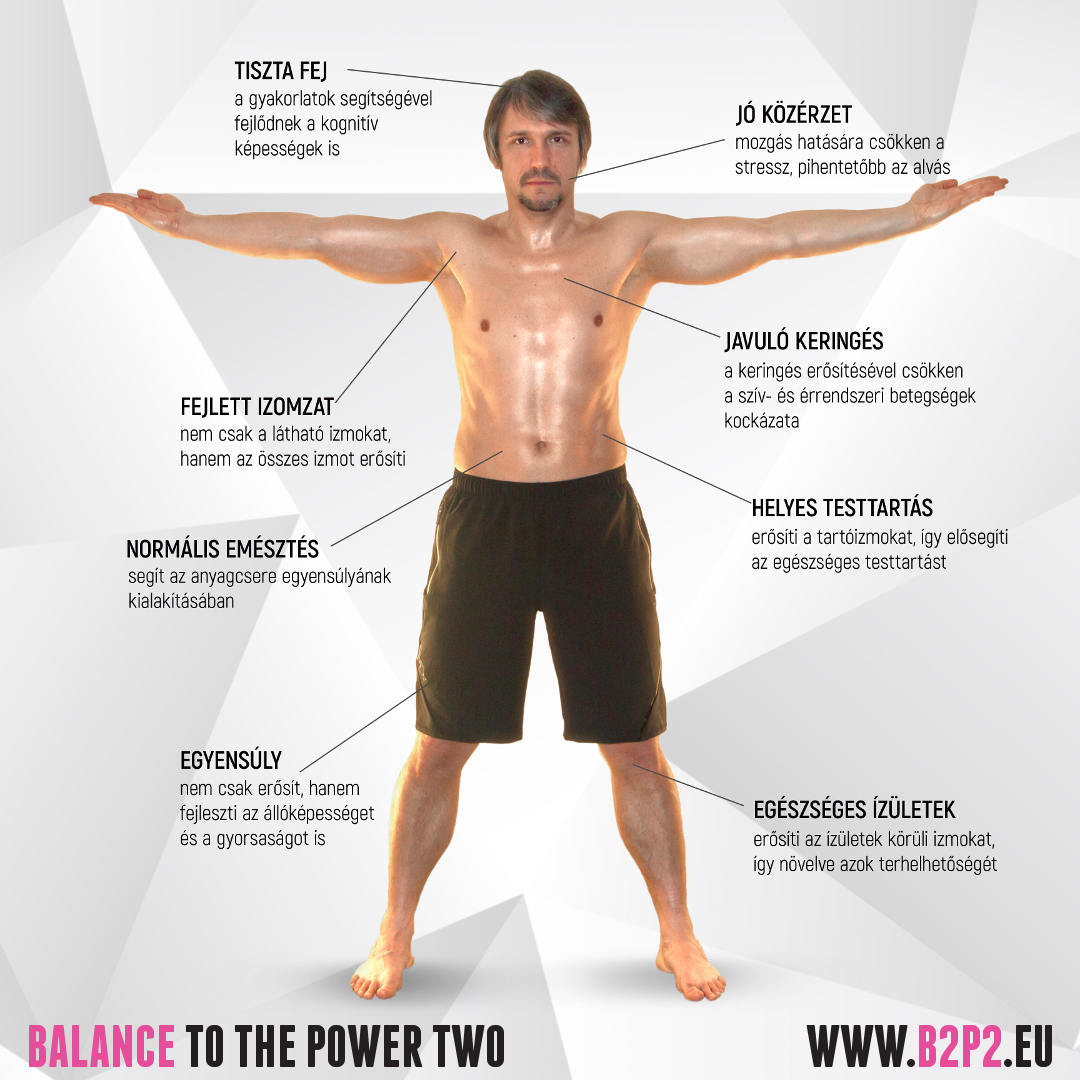 TISZTA FEJ
a gyakorlatok segítségével
fejlődnek a kognitív
képességek is
JÓ KÖZÉRZET
mozgás hatására csökken a
stressz, pihentetőbb az alvás
JAVULÓ KERINGÉS
a keringés erősítésével csökken
a szív- és érrendszeri betegségek
kockázata
FEJLETT IZOMZAT
nem csak a látható izmokat,
hanem az összes izmot erősíti
HELYES TESTTARTÁS
erősíti a tartóizmokat, így elősegíti
az egészséges testtartást
NORMÁLIS EMÉSZTÉS
segít az anyagcsere egyensúlyának
kialakításában
EGYENSÚLY
nem csak erősít, hanem
fejleszti az állóképességet
és a gyorsaságot is
EGÉSZSÉGES ÍZÜLETEK
erősíti az ízületek körüli izmokat,
így növelve azok terhelhetőségét
BALANCE TO THE POWER TWO
WWW.B2P2.EU